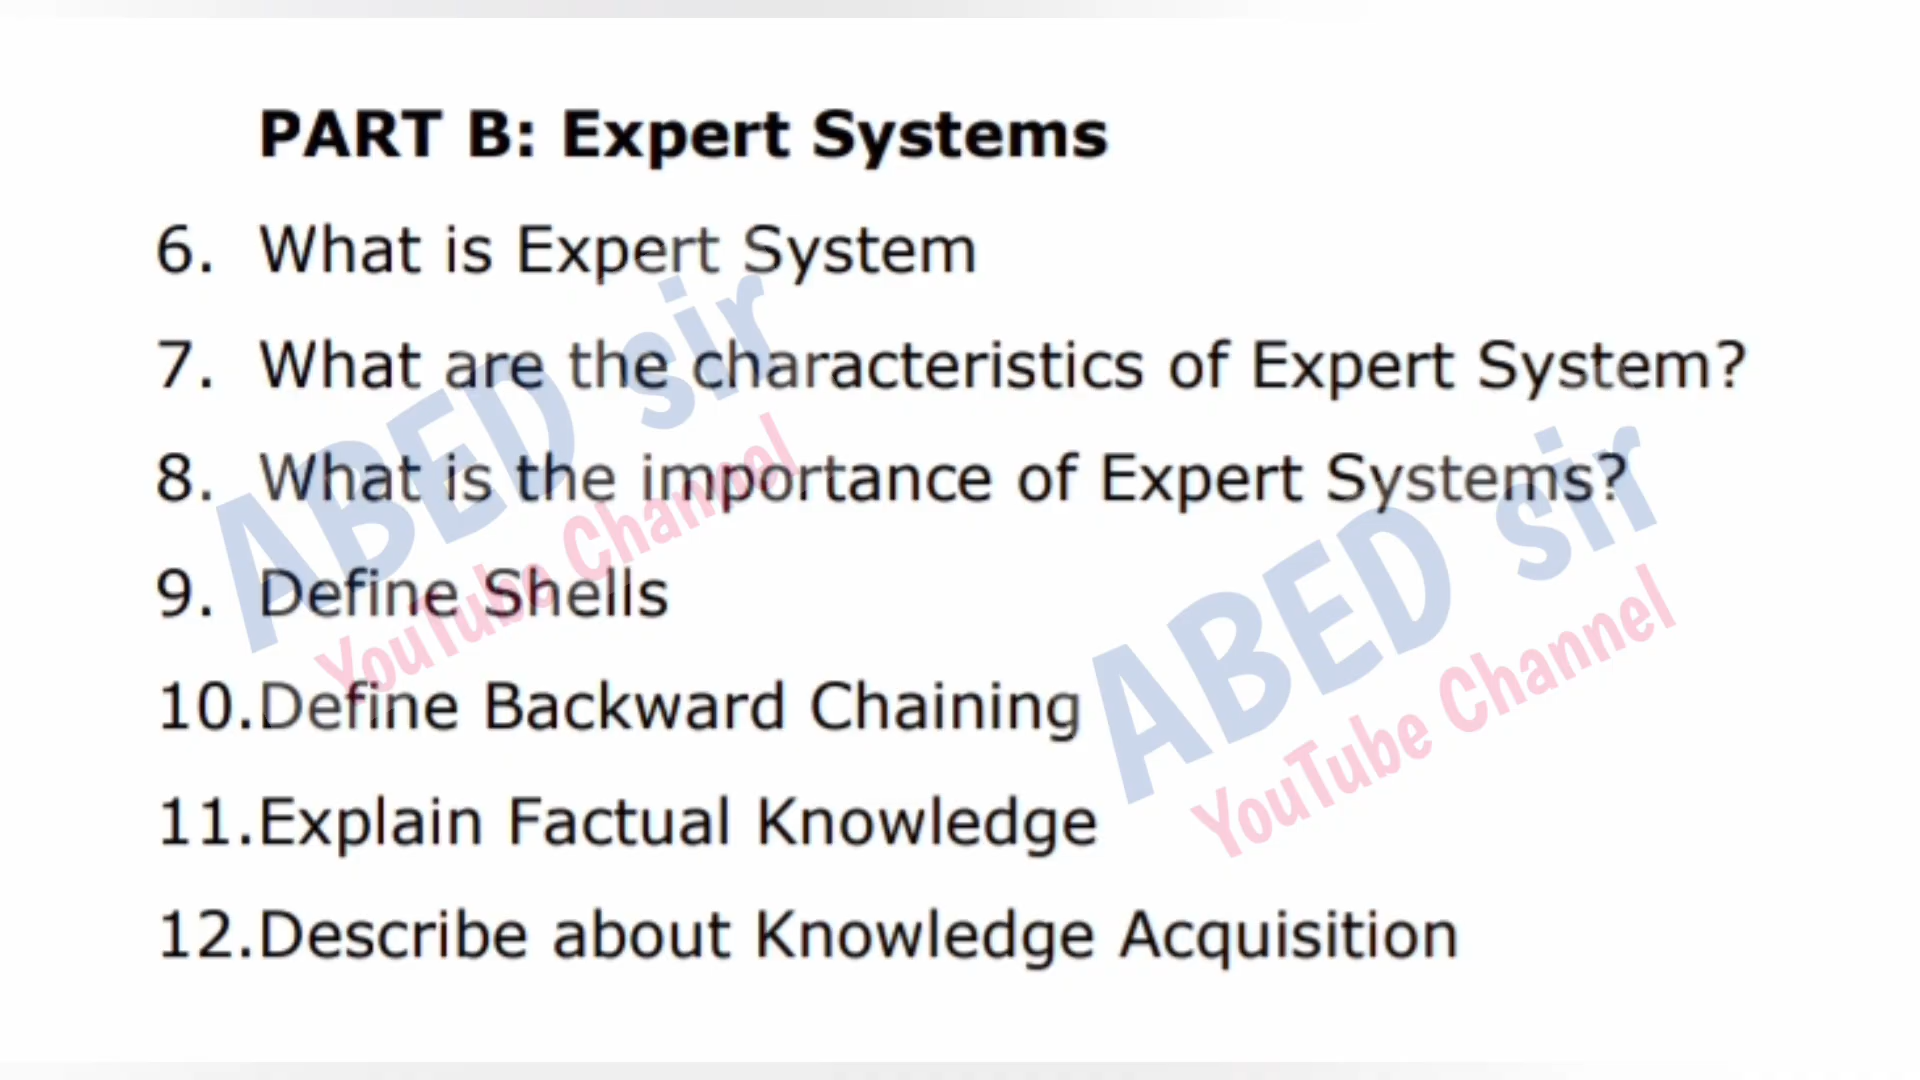 PART B: Expert Systems
6. What is Expert System
7. What are the characteristics of Expert System?
8. What is the importance of Expert Systems?
9. Define Shells
10.Define Backward Chaining
11.Explain Factual Knowledge
12.Describe about Knowledge Acquisition
ABED sir
YouTube Channel
ABED sir
YouTube Channel